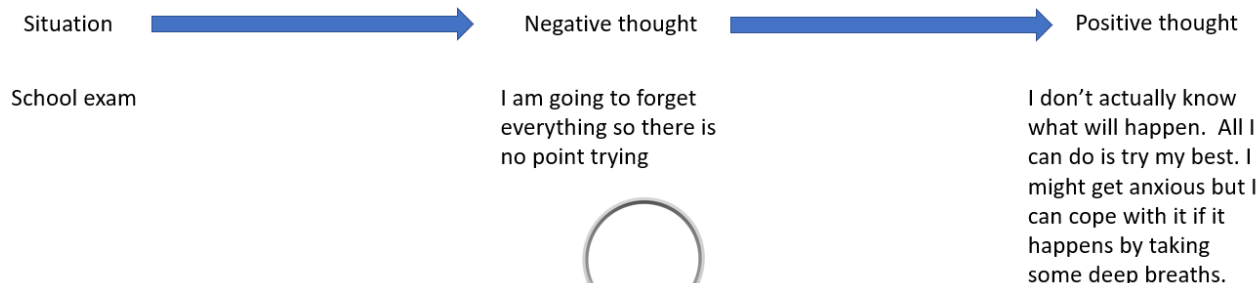 Situation
Negative thought
Positive thought
School exam
I am going to forget
everything so there is
no point trying
I don’t actually know
what will happen.  All I
can do is try my best. I
might get anxious but I
can cope with it if it
happens by taking
some deep breaths.